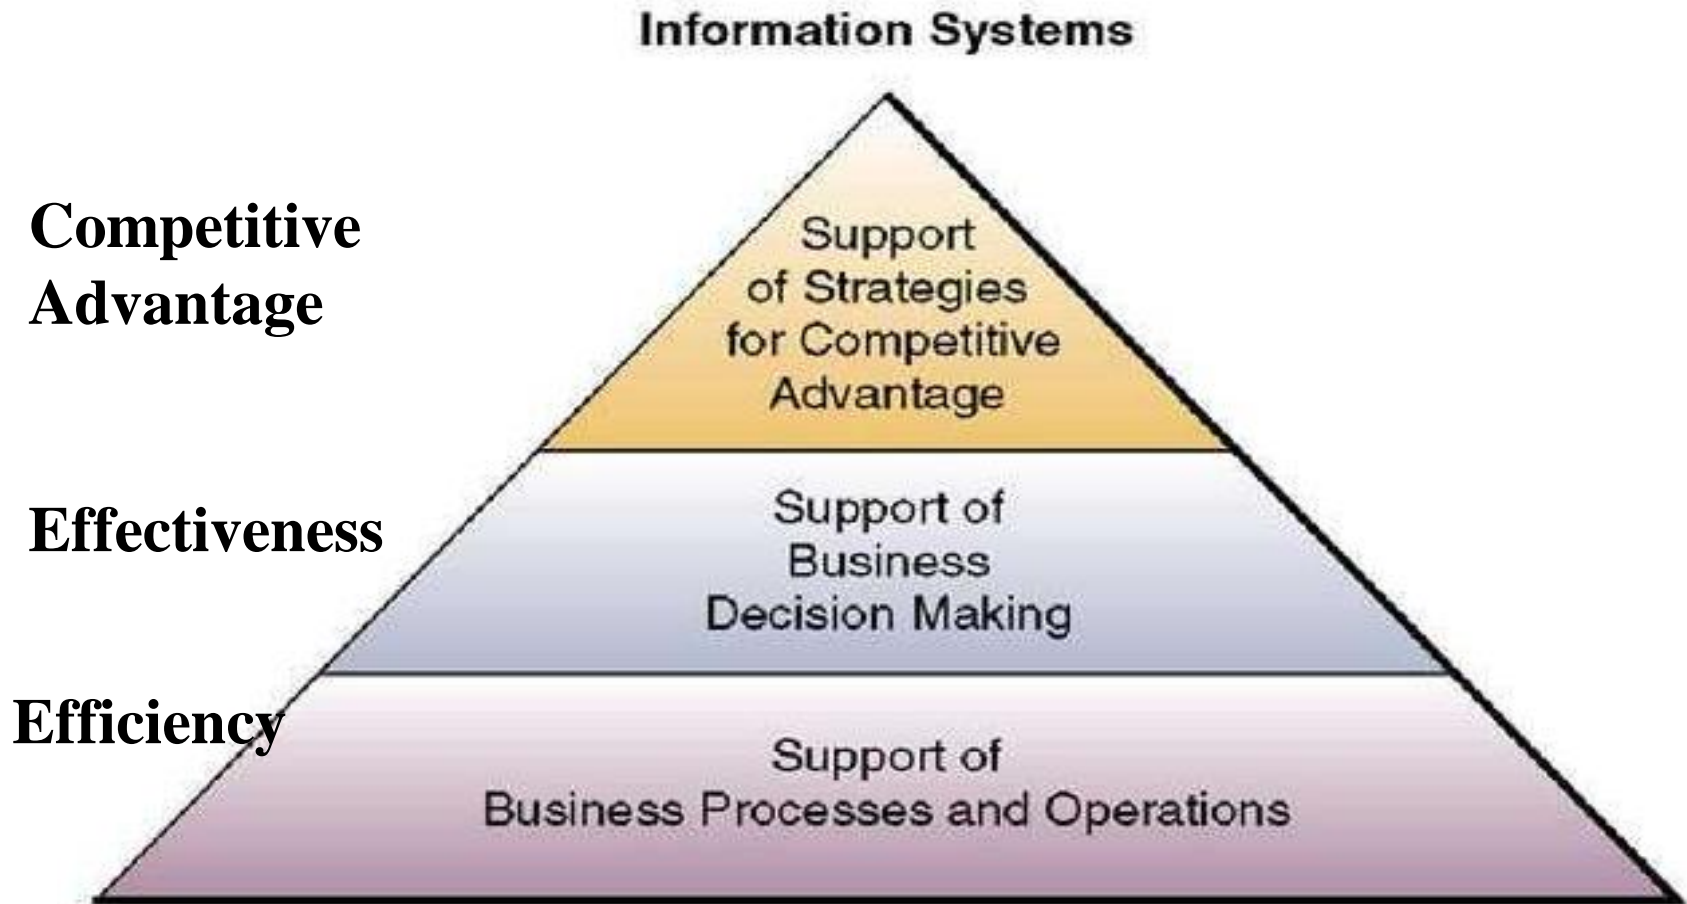 Information Systems
Competitive
Advantage
Support
of Strategies
for Competitive
Advantage
Effectiveness
Support of
Business
Decision Making
Efficiency
Support of
Business Processes and Operations